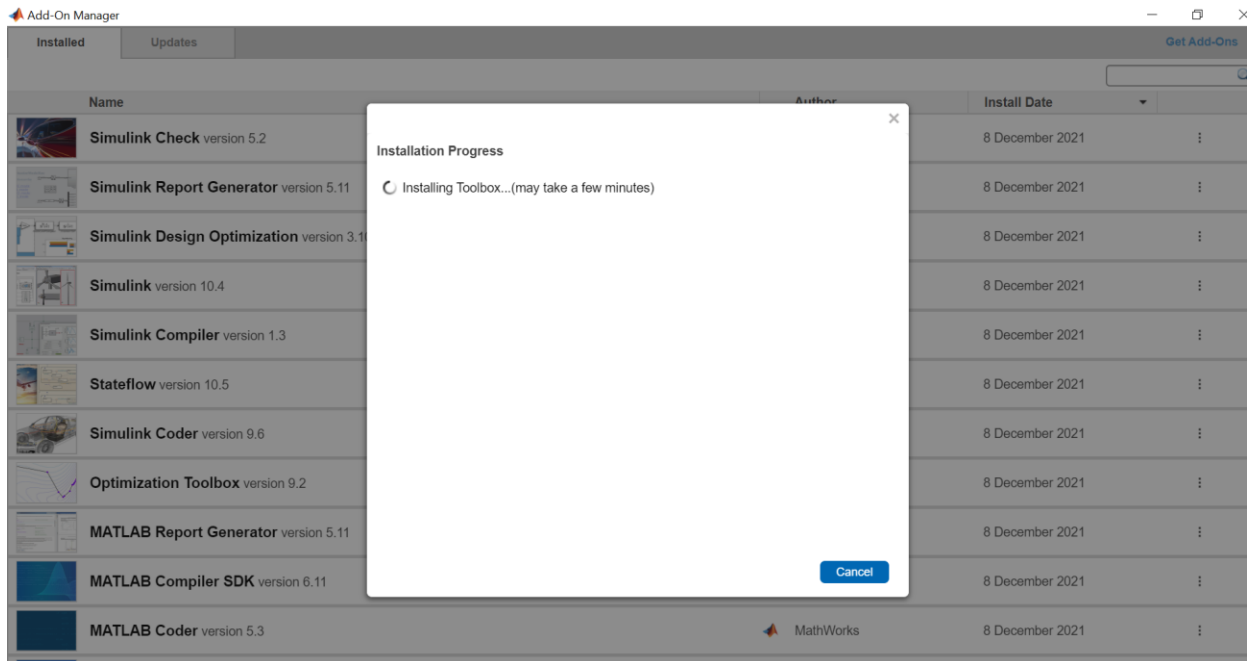 Add-On Manager
Installed Updates Get Add-Ons
Name Author Install Date
Simulink Check version 5.2 8 December 2021
Installation Progress
Simulink Report Generator version 5.11 Installing Toolbox...(may take a few minutes) 8 December 2021
Simulink Design Optimization version 3.10 8 December 2021
Simulink version 10.4 8 December 2021
Simulink Compiler version 1.3 8 December 2021
Stateflow version 10.5 8 December 2021
Simulink Coder version 9.6 8 December 2021
Optimization Toolbox version 9.2 8 December 2021
MATLAB Report Generator version 5.11 8 December 2021
MATLAB Compiler SDK version 6.11 Cancel 8 December 2021
MATLAB Coder version 5.3 MathWorks 8 December 2021